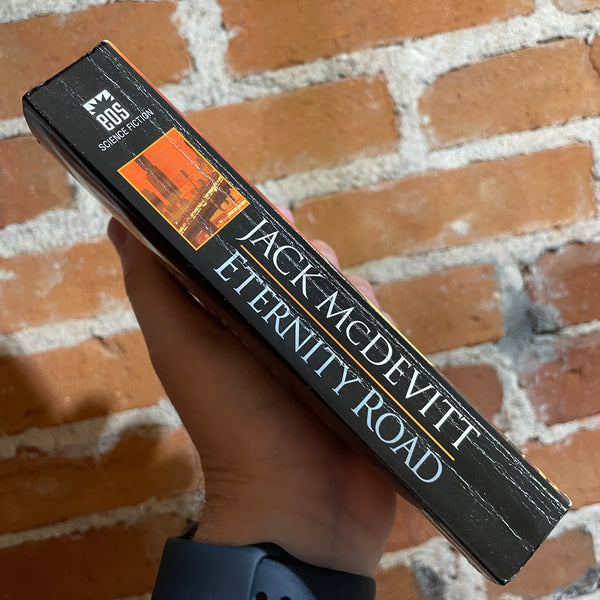 eos
SCIENCE FICTION
JACK McDEVITT
ETERNITY ROAD